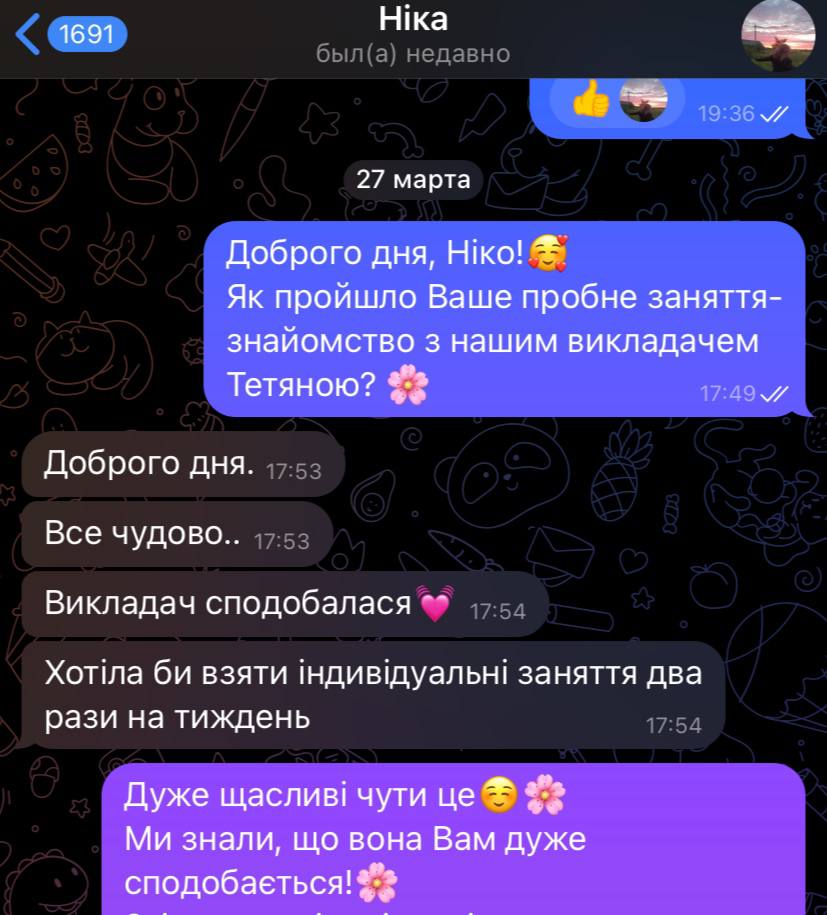 1691
Ніка
был(а) недавно
19:36
27 марта
Доброго дня, Ніко!🥰
Як пройшло Ваше пробне заняття-
знайомство з нашим викладачем
Тетяною? 🌸
17:49
Доброго дня. 17:53
Все чудово.. 17:53
Викладач сподобалася💓 17:54
Хотіла би взяти індивідуальні заняття два
рази на тиждень 17:54
Дуже щасливі чути це☺️🌸
Ми знали, що вона Вам дуже
сподобається!🌸